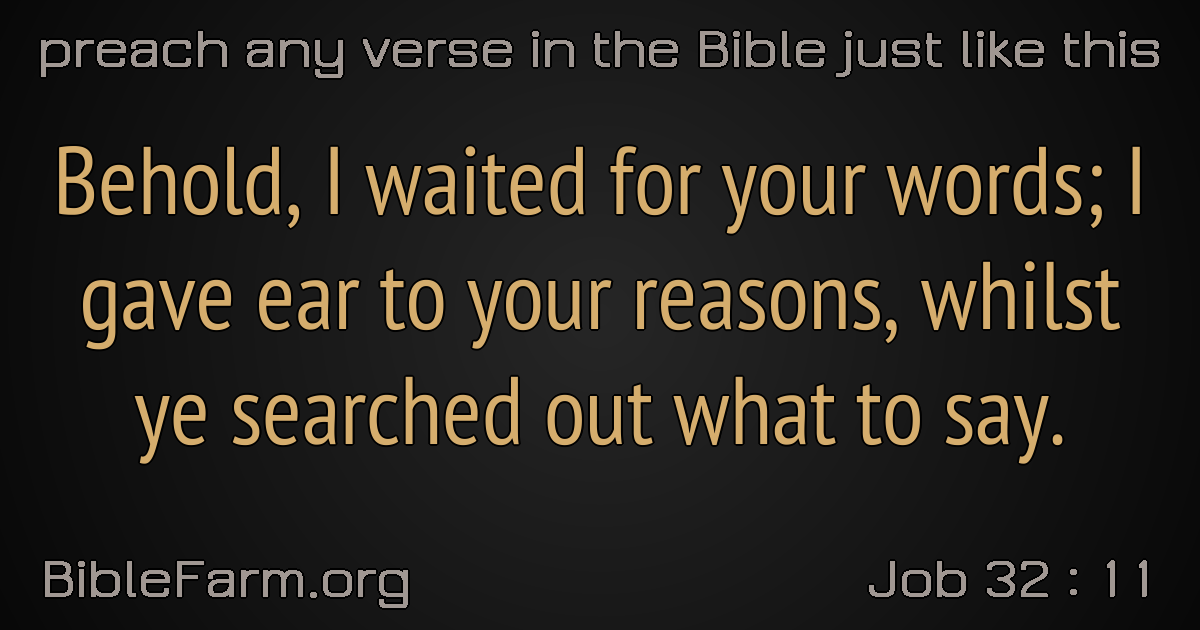 preach any verse in the Bible just like this
Behold, I waited for your words; I
gave ear to your reasons, whilst
ye searched out what to say.
BibleFarm.org
Job 32 : 11